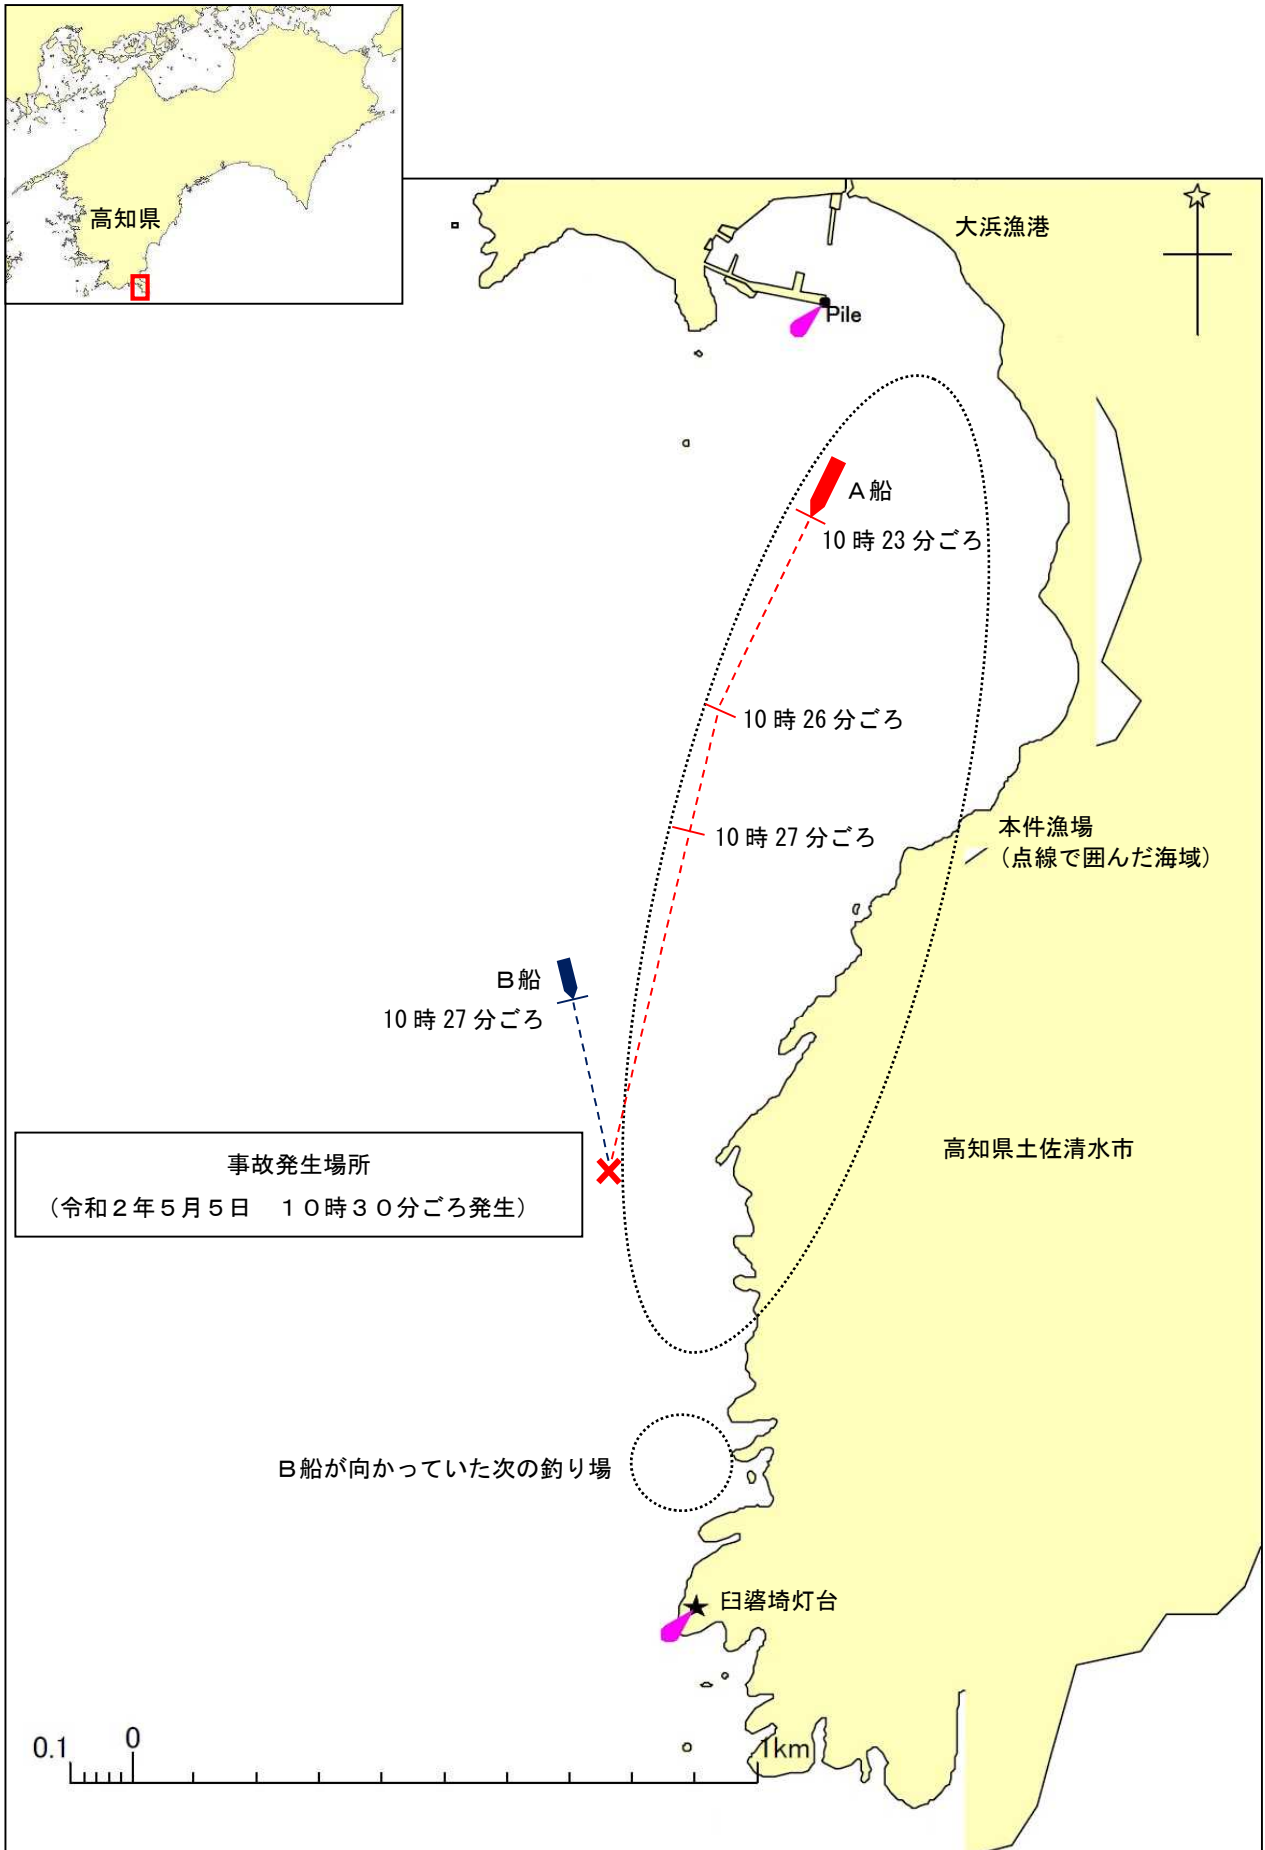 高知県
大浜漁港
Pile
A船
10時23分ごろ
10時26分ごろ
10時27分ごろ
本件漁場
(点線で囲んだ海域)
B船
10時27分ごろ
事故発生場所
(令和2年5月5日 10時30分ごろ発生)
高知県土佐清水市
B船が向かっていた次の釣り場
臼婆埼灯台
0.1 0 1km